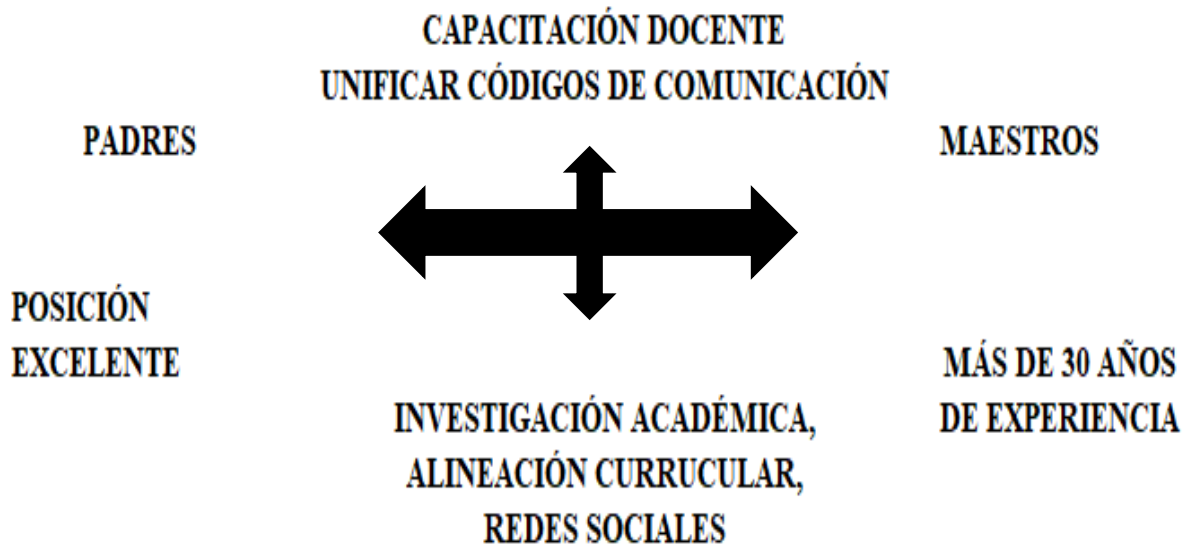 CAPACITACIÓN DOCENTE
UNIFICAR CÓDIGOS DE COMUNICACIÓN
PADRES
MAESTROS
POSICIÓN
EXCELENTE
MÁS DE 30 AÑOS
DE EXPERIENCIA
INVESTIGACIÓN ACADÉMICA,
ALINEACIÓN CURRUCULAR,
REDES SOCIALES